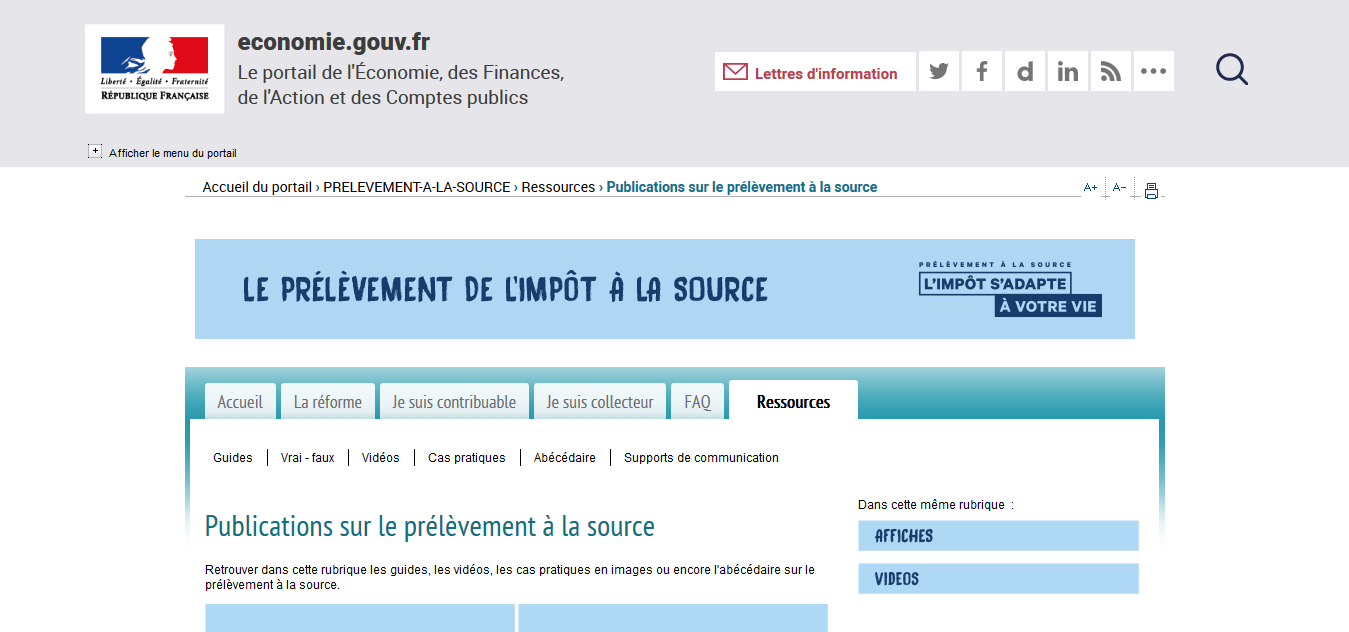 economie.gouv.fr
Le portail de l'Économie, des Finances,
de l'Action et des Comptes publics
Liberté • Égalité • Fraternité
RÉPUBLIQUE FRANÇAISE
Lettres d'information
Afficher le menu du portail
Accueil du portail › PRELEVEMENT-A-LA-SOURCE › Ressources › Publications sur le prélèvement à la source
A+ A-
LE PRÉLÈVEMENT DE L'IMPÔT À LA SOURCE
PRÉLÈVEMENT À LA SOURCE
L'IMPÔT S'ADAPTE
À VOTRE VIE
Accueil La réforme Je suis contribuable Je suis collecteur FAQ Ressources
Guides Vrai - faux Vidéos Cas pratiques Abécédaire Supports de communication
Publications sur le prélèvement à la source
Retrouver dans cette rubrique les guides, les vidéos, les cas pratiques en images ou encore l'abécédaire sur le
prélèvement à la source.
Dans cette même rubrique :
AFFICHES
VIDEOS